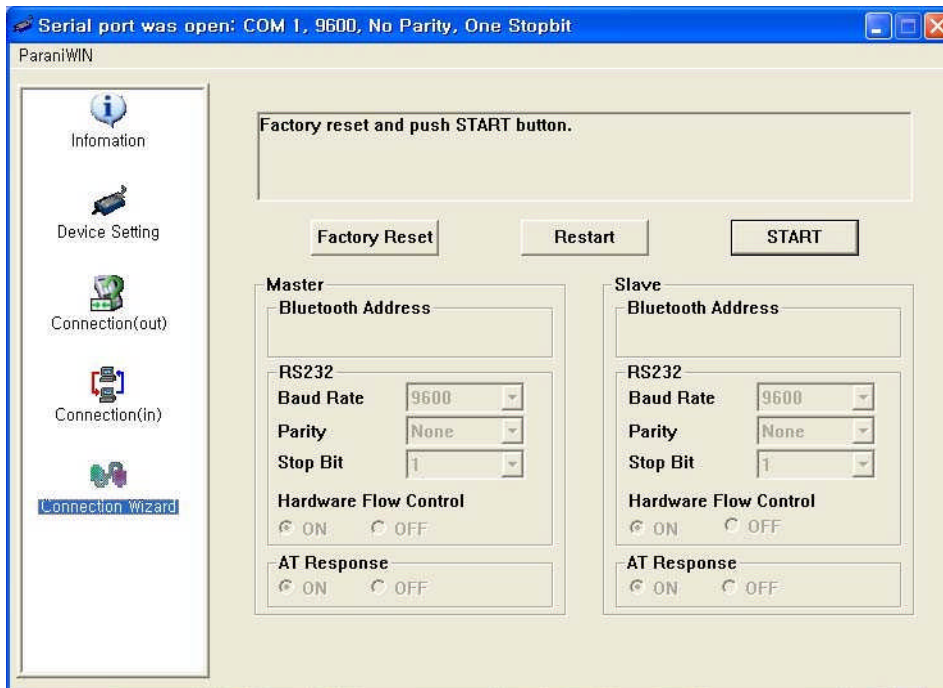 Serial port was open: COM 1, 9600, No Parity, One Stopbit
ParaniWIN
Infomation
Device Setting
Connection(out)
Connection(in)
Connection Wizard
Factory reset and push START button.
Factory Reset
Restart
START
Master
Bluetooth Address
RS232
Baud Rate 9600
Parity None
Stop Bit 1
Hardware Flow Control
ON OFF
AT Response
ON OFF
Slave
Bluetooth Address
RS232
Baud Rate 9600
Parity None
Stop Bit 1
Hardware Flow Control
ON OFF
AT Response
ON OFF